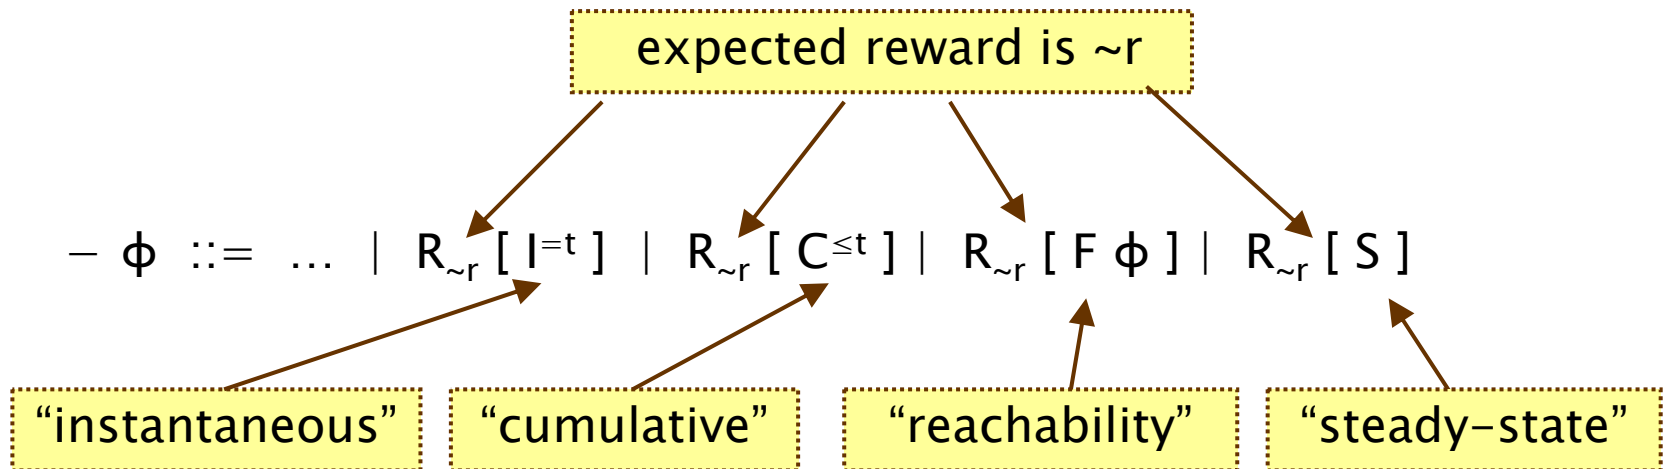 expected reward is ~r
– ϕ ::= … | R~r [ I=t ] | R~r [ C≤t ] | R~r [ F ϕ ] | R~r [ S ]
“instantaneous” “cumulative” “reachability” “steady–state”